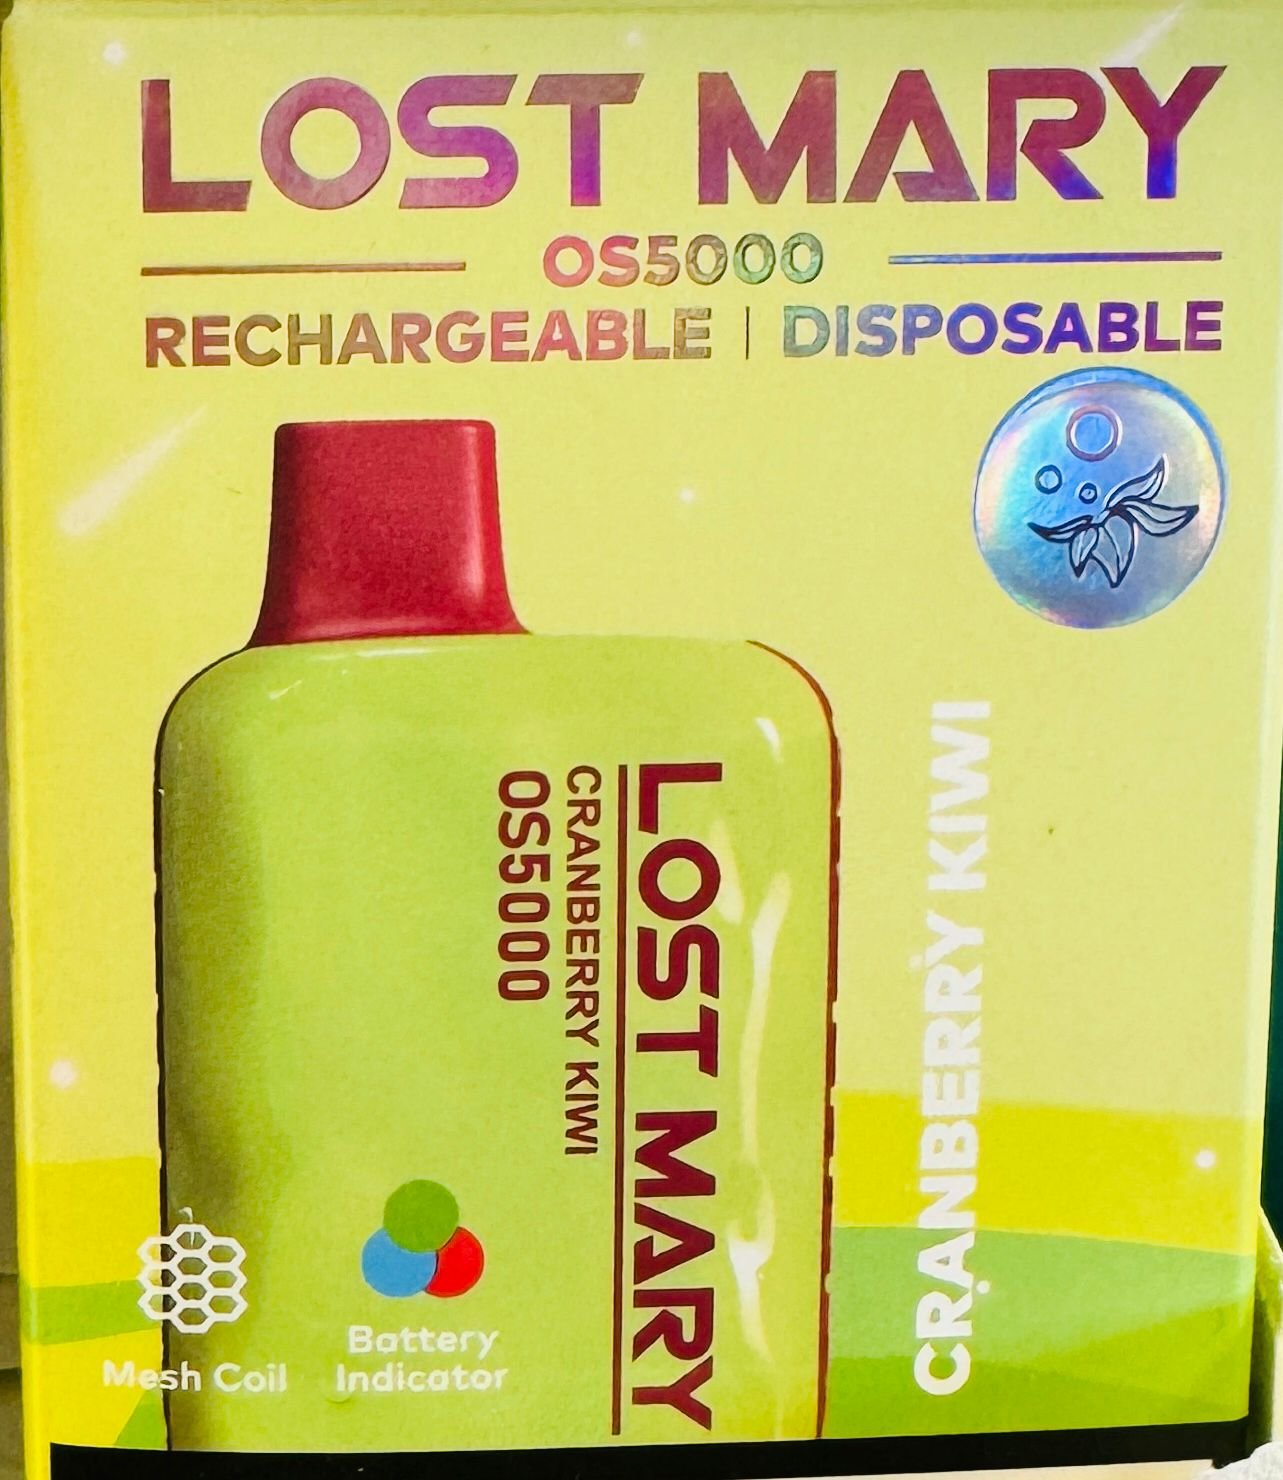 LOST MARY
OS5000
RECHARGEABLE | DISPOSABLE
LOST MARY
CRANBERRY KIWI
OS5000
CRANBERRY KIWI
Mesh Coil
Battery
Indicator